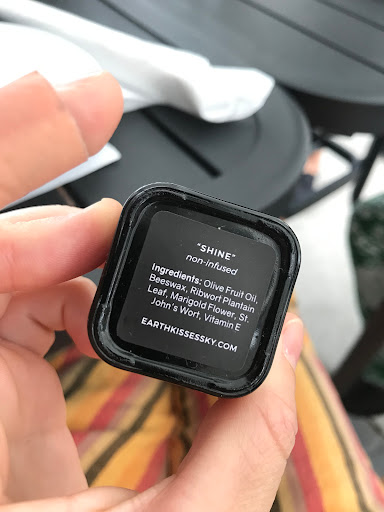 "SHINE"
non-infused
Ingredients: Olive Fruit Oil,
Beeswax, Ribwort Plantain
Leaf, Marigold Flower, St.
John's Wort, Vitamin E
EARTHKISSESSKY.COM